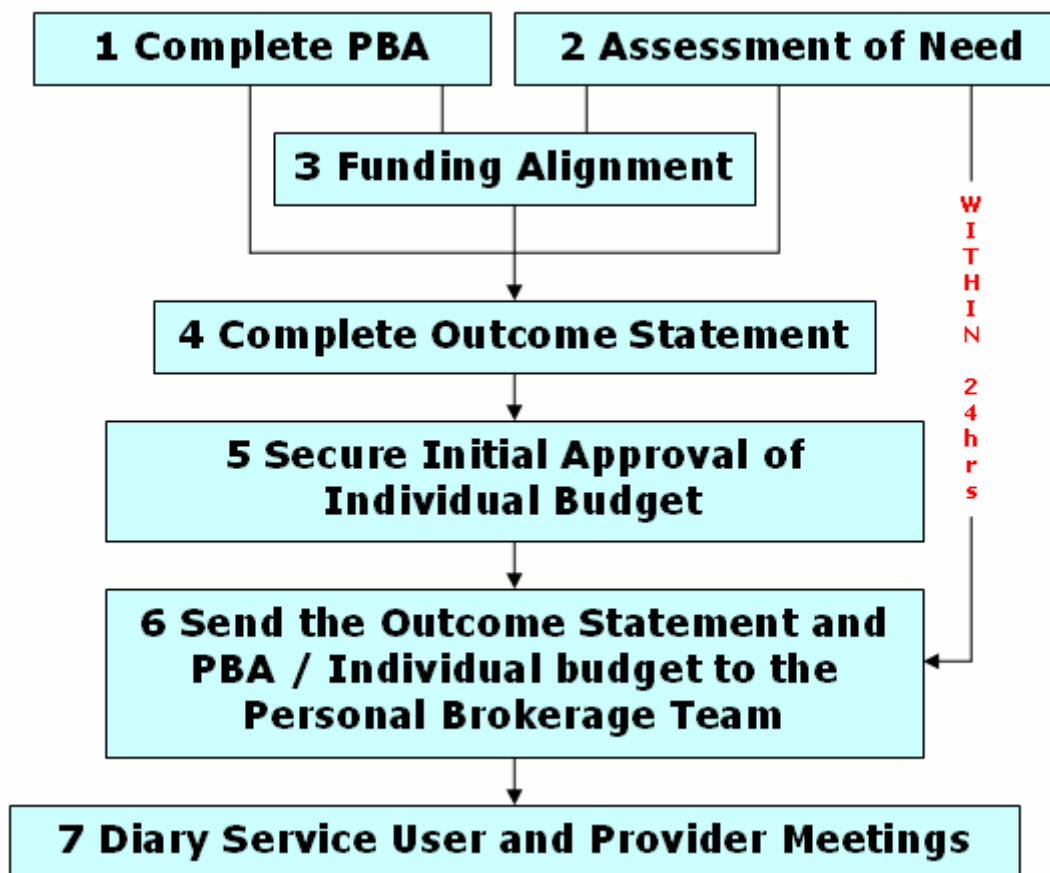 1 Complete PBA
2 Assessment of Need
3 Funding Alignment
WITHIN 24hrs
4 Complete Outcome Statement
5 Secure Initial Approval of
Individual Budget
6 Send the Outcome Statement and
PBA / Individual budget to the
Personal Brokerage Team
7 Diary Service User and Provider Meetings